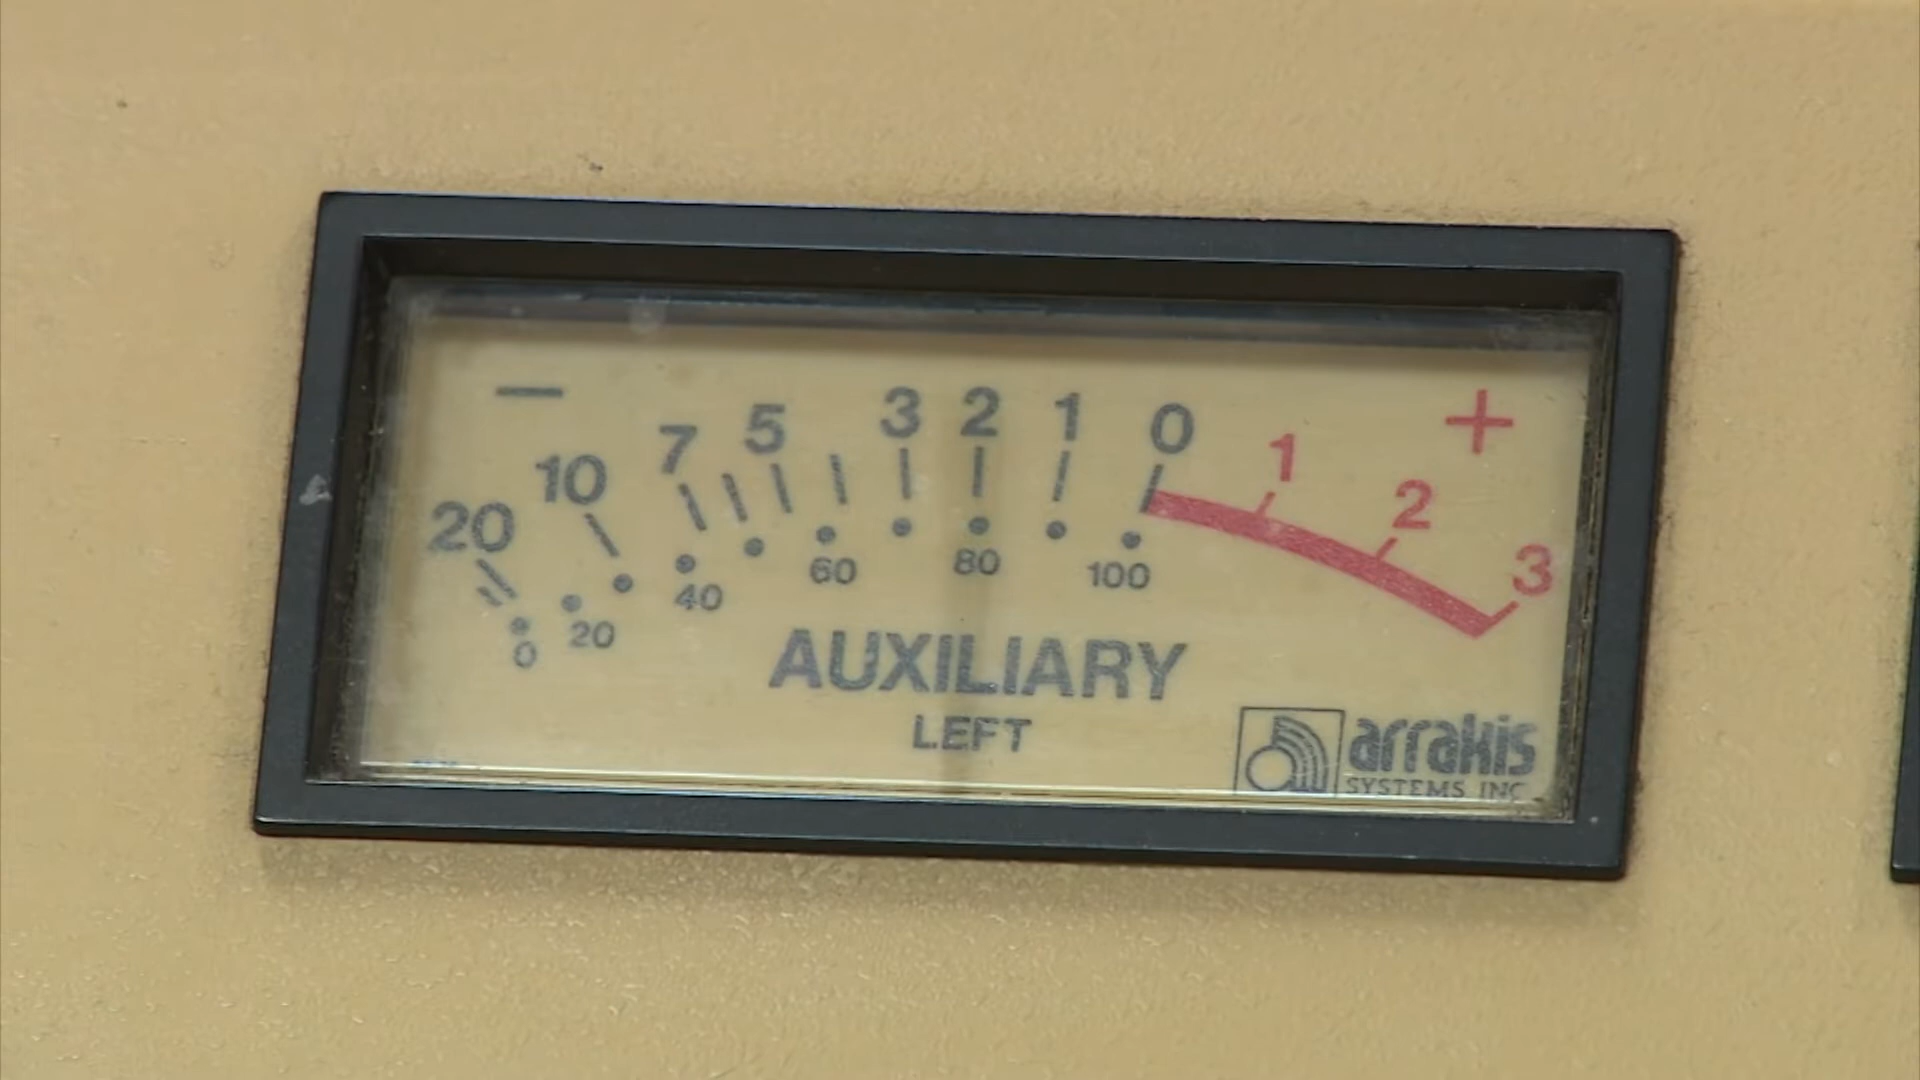 − 20 10 7 5 3 2 1 0 1 2 3 +
0 20 40 60 80 100
AUXILIARY
LEFT
arrakis
SYSTEMS INC